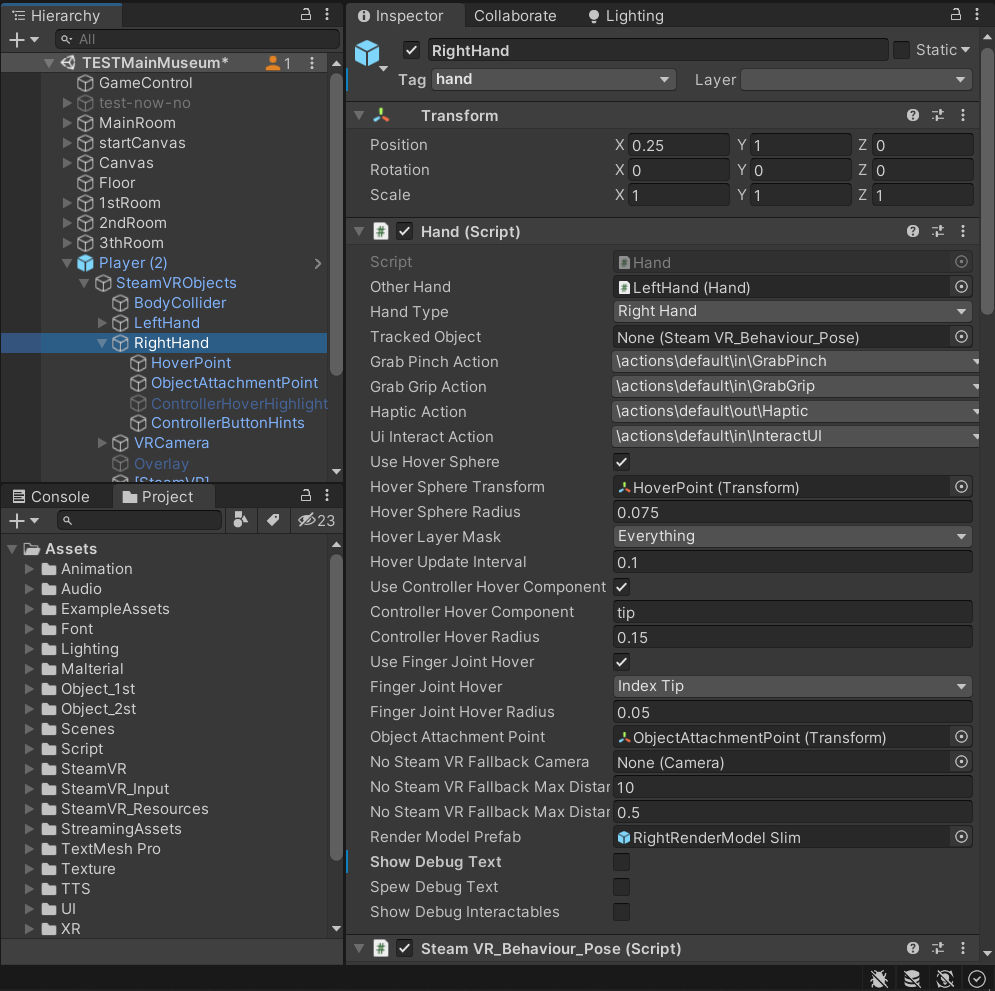 Hierarchy
All
TESTMainMuseum*
1
GameControl
test-now-no
MainRoom
startCanvas
Canvas
Floor
1stRoom
2ndRoom
3thRoom
Player (2)
SteamVRObjects
BodyCollider
LeftHand
RightHand
HoverPoint
ObjectAttachmentPoint
ControllerHoverHighlight
ControllerButtonHints
VRCamera
Overlay
[SteamVR]
Console
Project
23
Assets
Animation
Audio
ExampleAssets
Font
Lighting
Malterial
Object_1st
Object_2st
Scenes
Script
SteamVR
SteamVR_Input
SteamVR_Resources
StreamingAssets
TextMesh Pro
Texture
TTS
UI
XR
Inspector
Collaborate
Lighting
RightHand
Static
Tag hand
Layer
Transform
Position X 0.25 Y 1 Z 0
Rotation X 0 Y 0 Z 0
Scale X 1 Y 1 Z 1
# Hand (Script)
Script # Hand
Other Hand # LeftHand (Hand)
Hand Type Right Hand
Tracked Object None (Steam VR_Behaviour_Pose)
Grab Pinch Action \actions\default\in\GrabPinch
Grab Grip Action \actions\default\in\GrabGrip
Haptic Action \actions\default\out\Haptic
Ui Interact Action \actions\default\in\InteractUI
Use Hover Sphere
Hover Sphere Transform HoverPoint (Transform)
Hover Sphere Radius 0.075
Hover Layer Mask Everything
Hover Update Interval 0.1
Use Controller Hover Component
Controller Hover Component tip
Controller Hover Radius 0.15
Use Finger Joint Hover
Finger Joint Hover Index Tip
Finger Joint Hover Radius 0.05
Object Attachment Point ObjectAttachmentPoint (Transform)
No Steam VR Fallback Camera None (Camera)
No Steam VR Fallback Max Distar 10
No Steam VR Fallback Max Distar 0.5
Render Model Prefab RightRenderModel Slim
Show Debug Text
Spew Debug Text
Show Debug Interactables
# Steam VR_Behaviour_Pose (Script)